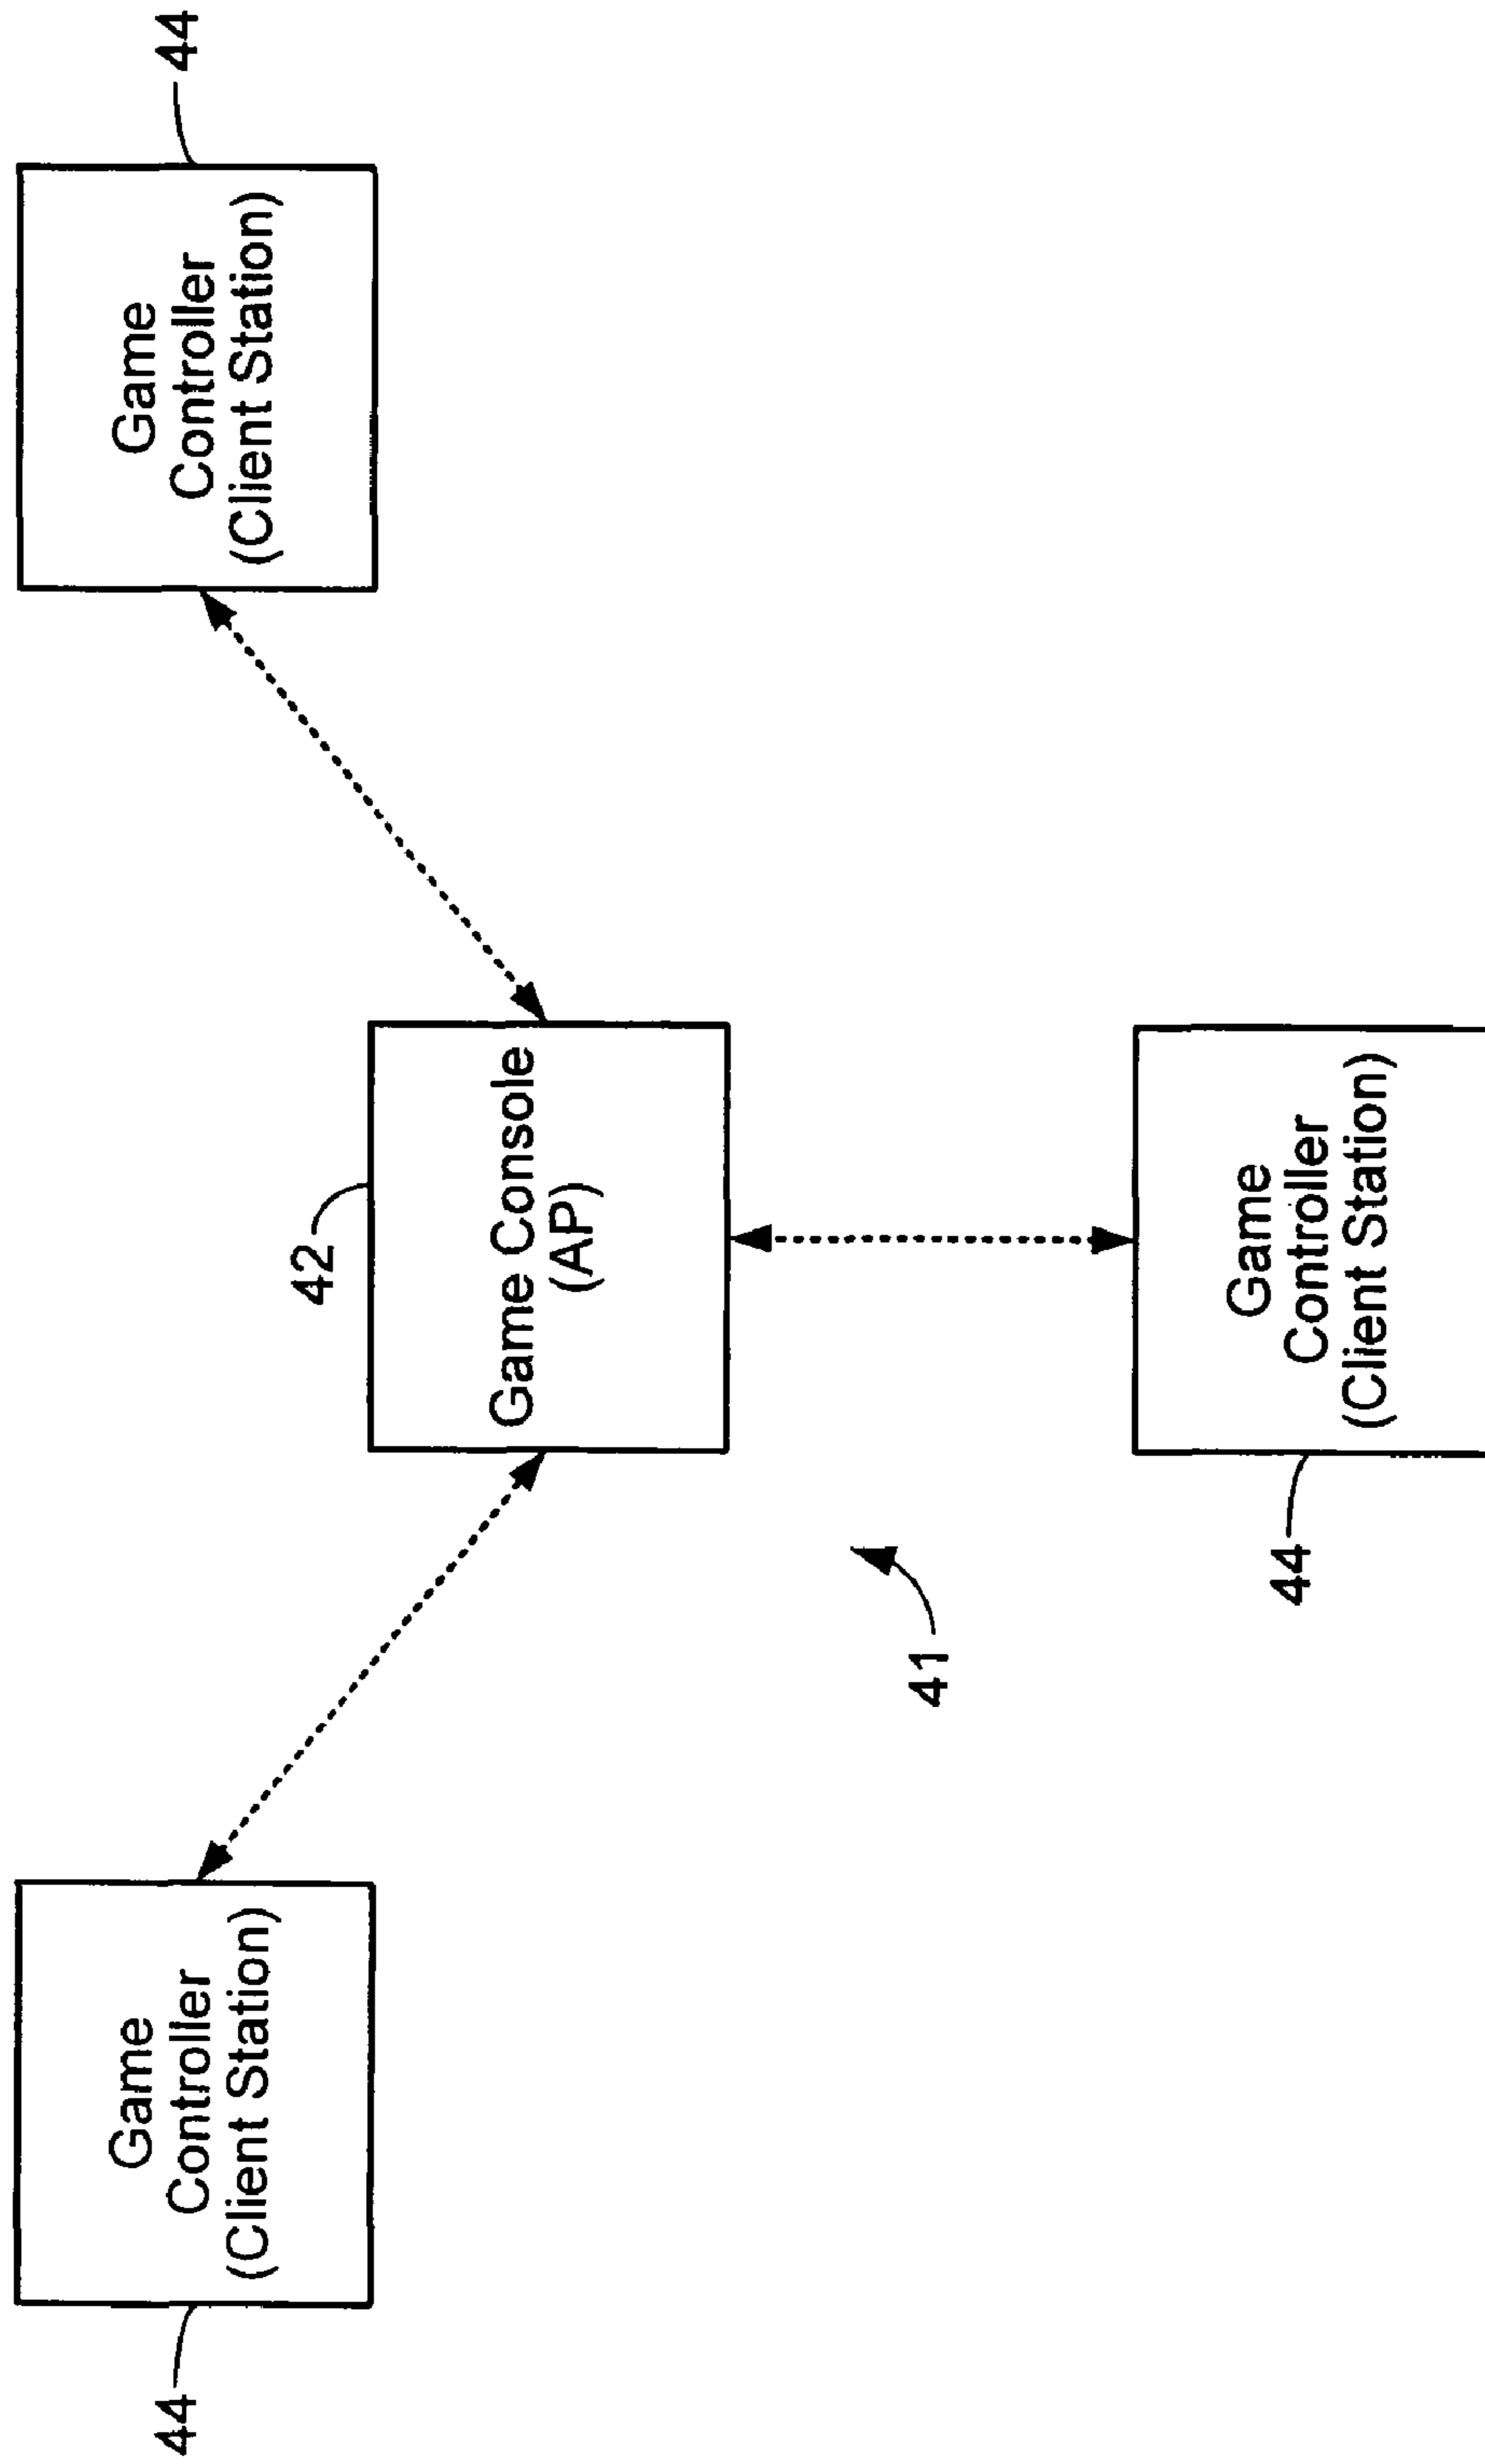 44
Game
Controller
(Client Station)
Game
Controller
(Client Station)
44
42
Game Console
(AP)
41
44
Game
Controller
(Client Station)